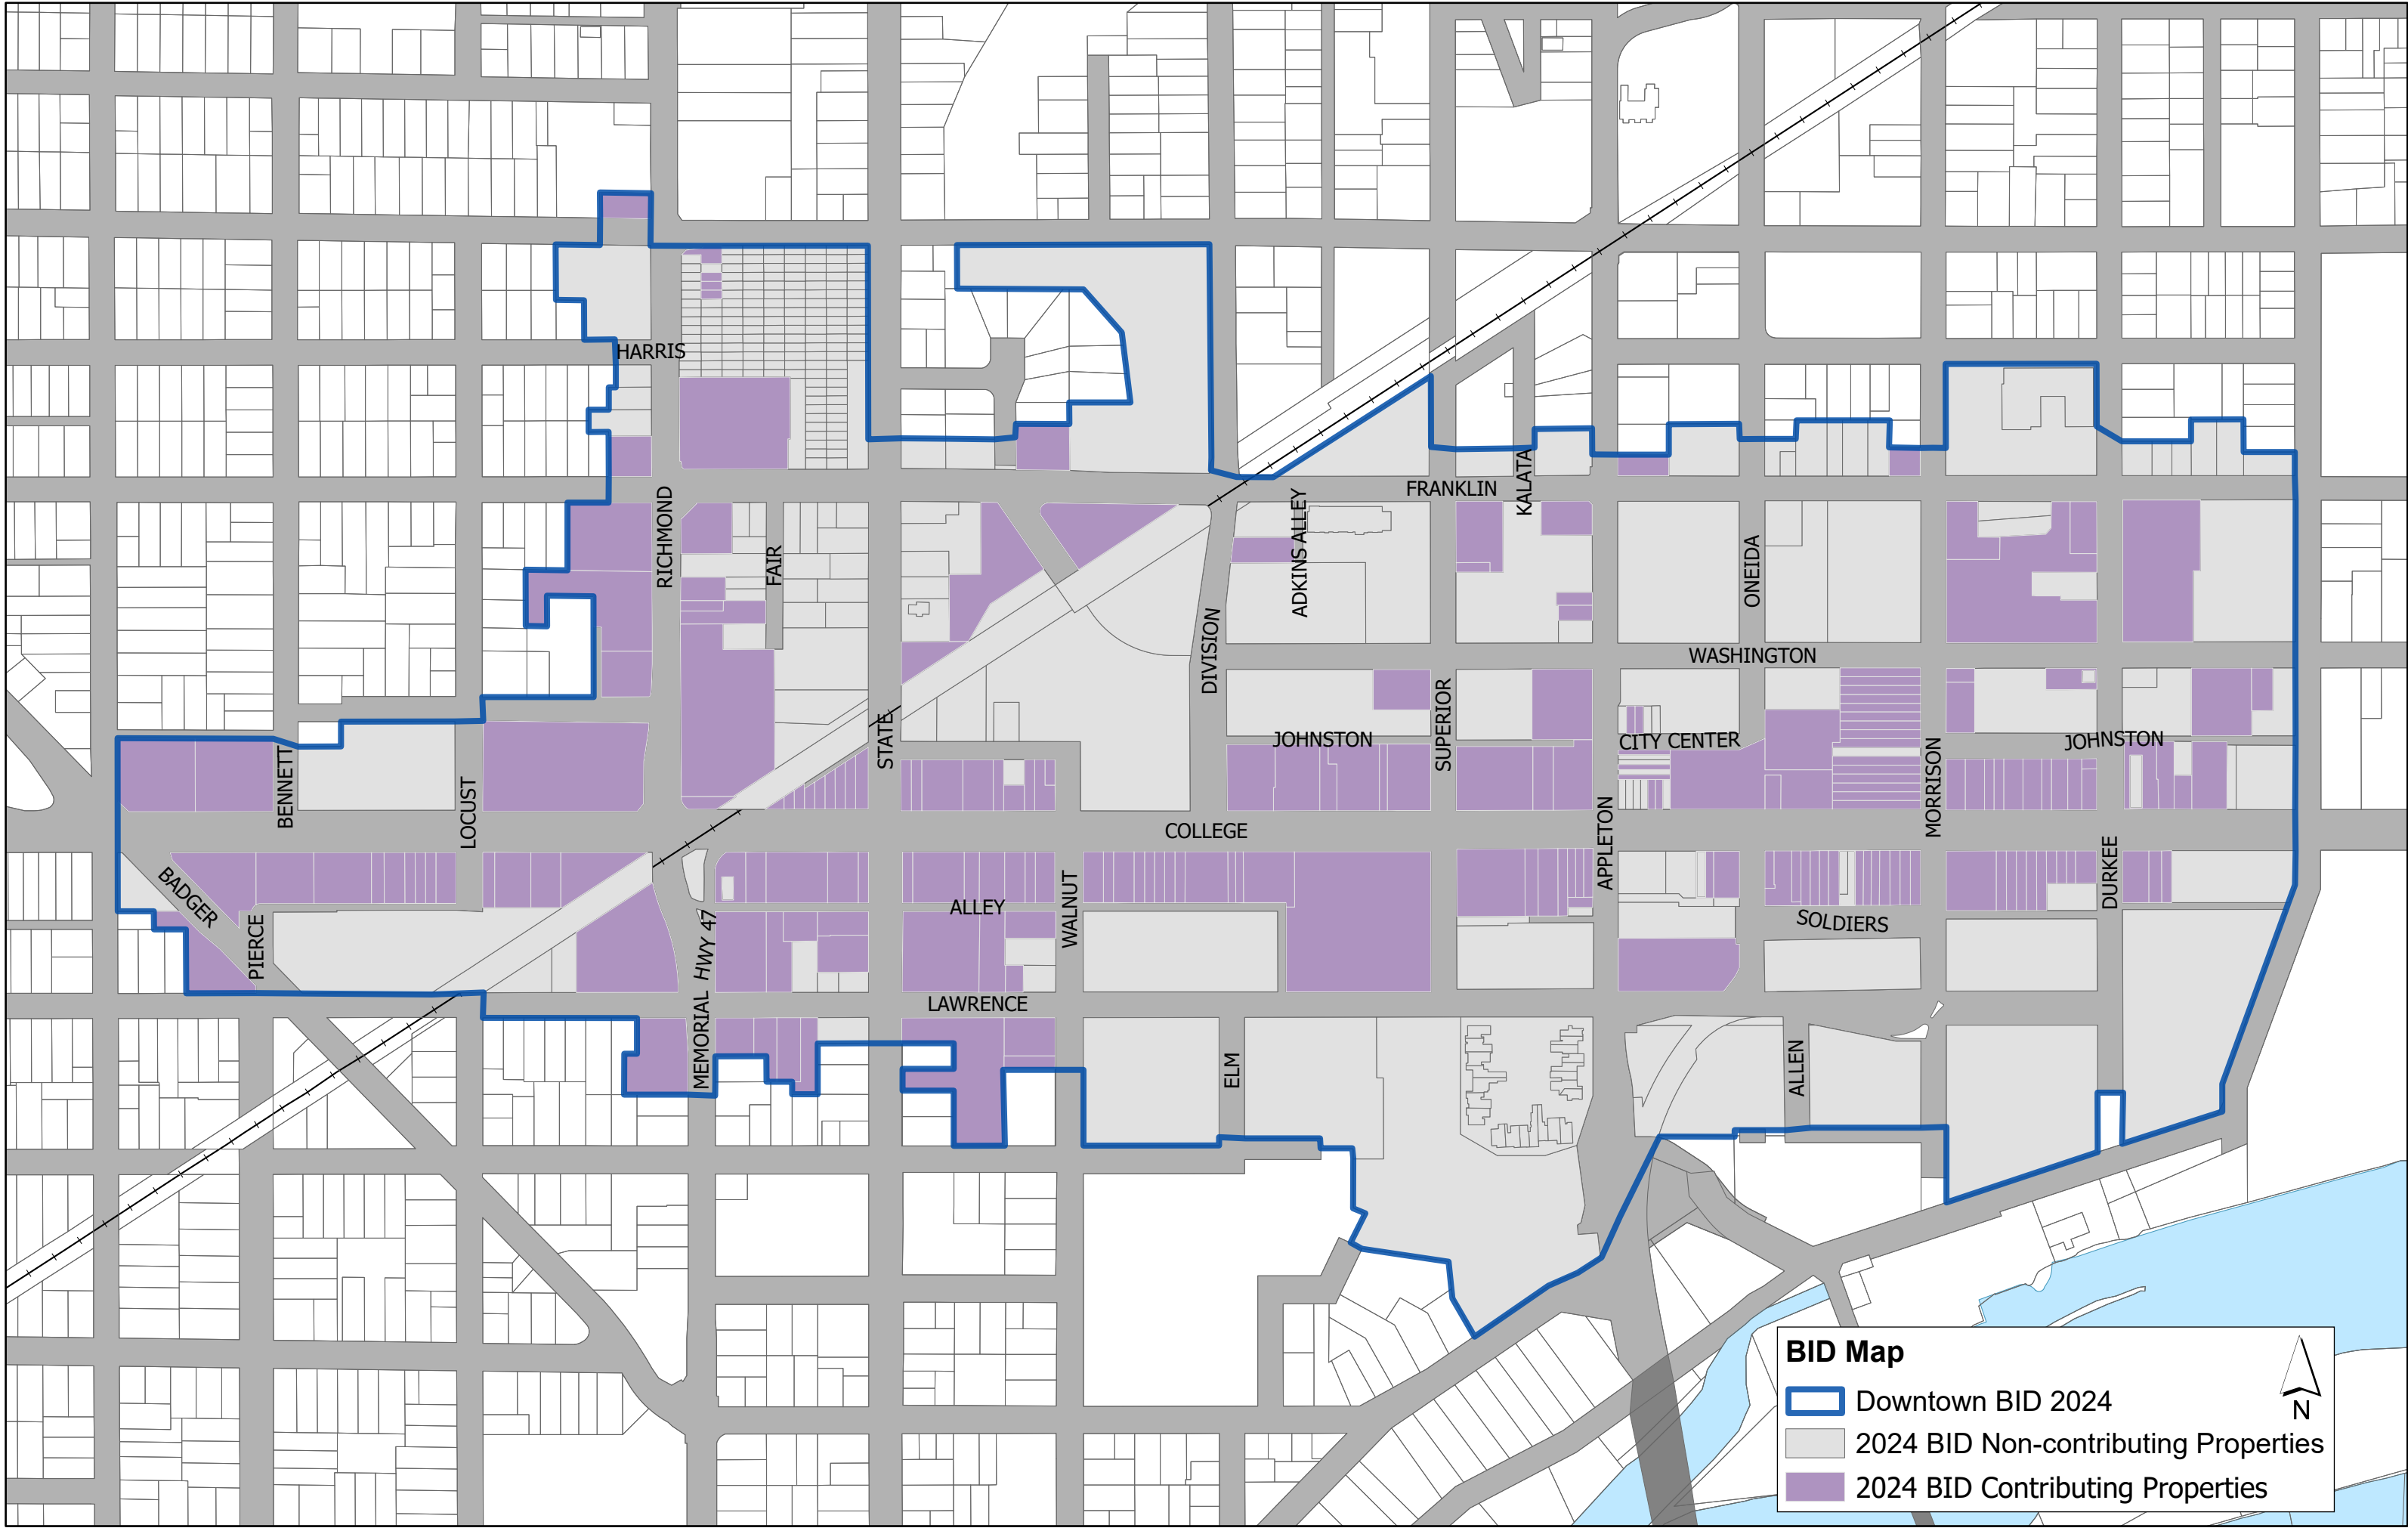 HARRIS
RICHMOND
FRANKLIN
KALATA
ADKINS ALLEY
FAIR
ONEIDA
DIVISION
WASHINGTON
STATE
SUPERIOR
JOHNSTON
CITY CENTER
JOHNSTON
BENNETT
LOCUST
MORRISON
COLLEGE
APPLETON
DURKEE
BADGER
PIERCE
ALLEY
WALNUT
SOLDIERS
MEMORIAL HWY 47
LAWRENCE
ELM
ALLEN
BID Map
Downtown BID 2024
2024 BID Non-contributing Properties
2024 BID Contributing Properties
N